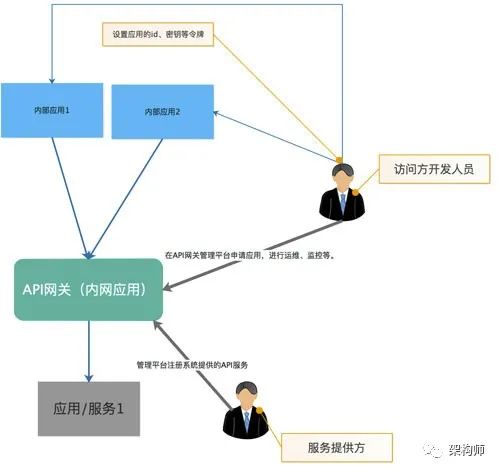 设置应用的id、密钥等令牌
内部应用1
内部应用2
访问方开发人员
在API网关管理平台申请应用，进行运维、监控等。
API网关（内网应用）
管理平台注册系统提供的API服务
应用/服务1
服务提供方
架构师